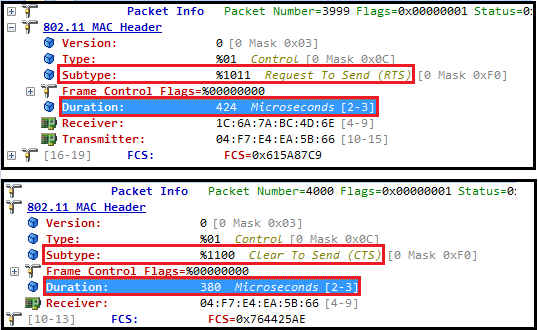 Packet Info Packet Number=3999 Flags=0x00000001 Status=0
802.11 MAC Header
Version: 0 [0 Mask 0x03]
Type: %01 Control [0 Mask 0x0C]
Subtype: %1011 Request To Send (RTS) [0 Mask 0xF0]
Frame Control Flags=%00000000
Duration: 424 Microseconds [2-3]
Receiver: 1C:6A:7A:BC:4D:6E [4-9]
Transmitter: 04:F7:E4:EA:5B:66 [10-15]
[16-19] FCS: FCS=0x615A87C9
Packet Info Packet Number=4000 Flags=0x00000001 Status=0
802.11 MAC Header
Version: 0 [0 Mask 0x03]
Type: %01 Control [0 Mask 0x0C]
Subtype: %1100 Clear To Send (CTS) [0 Mask 0xF0]
Frame Control Flags=%00000000
Duration: 380 Microseconds [2-3]
Receiver: 04:F7:E4:EA:5B:66 [4-9]
[10-13] FCS: FCS=0x764425AE